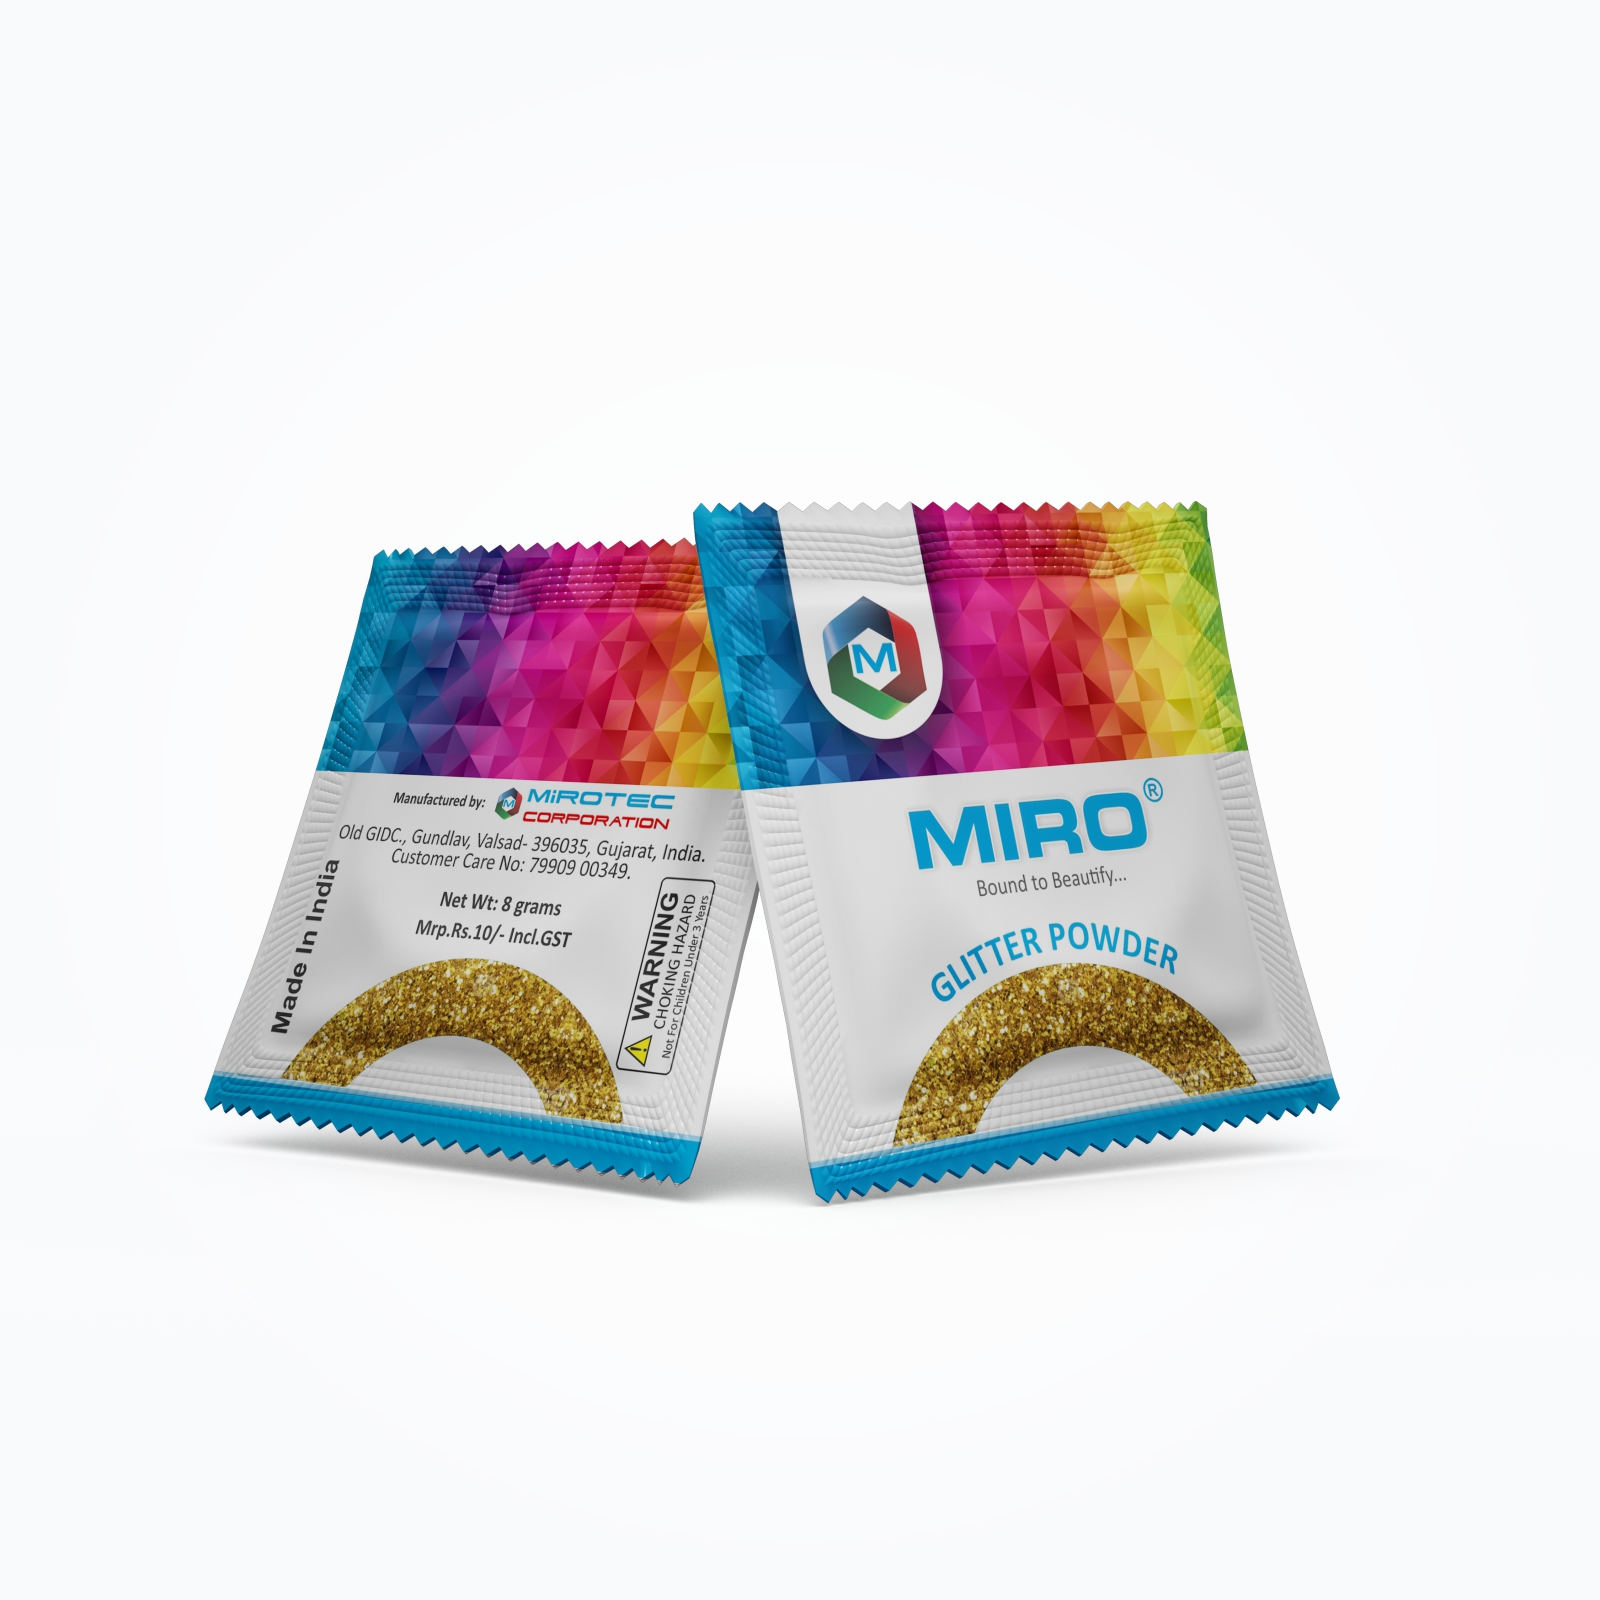 Manufactured by:
M
MiROTEC
CORPORATION
Old GIDC., Gundlav, Valsad- 396035, Gujarat, India.
Customer Care No: 79909 00349.
Net Wt: 8 grams
Mrp.Rs.10/- Incl.GST
Made In India
WARNING
CHOKING HAZARD
Not For Children Under 3 Years
M
MIRO®
Bound to Beautify...
GLITTER POWDER